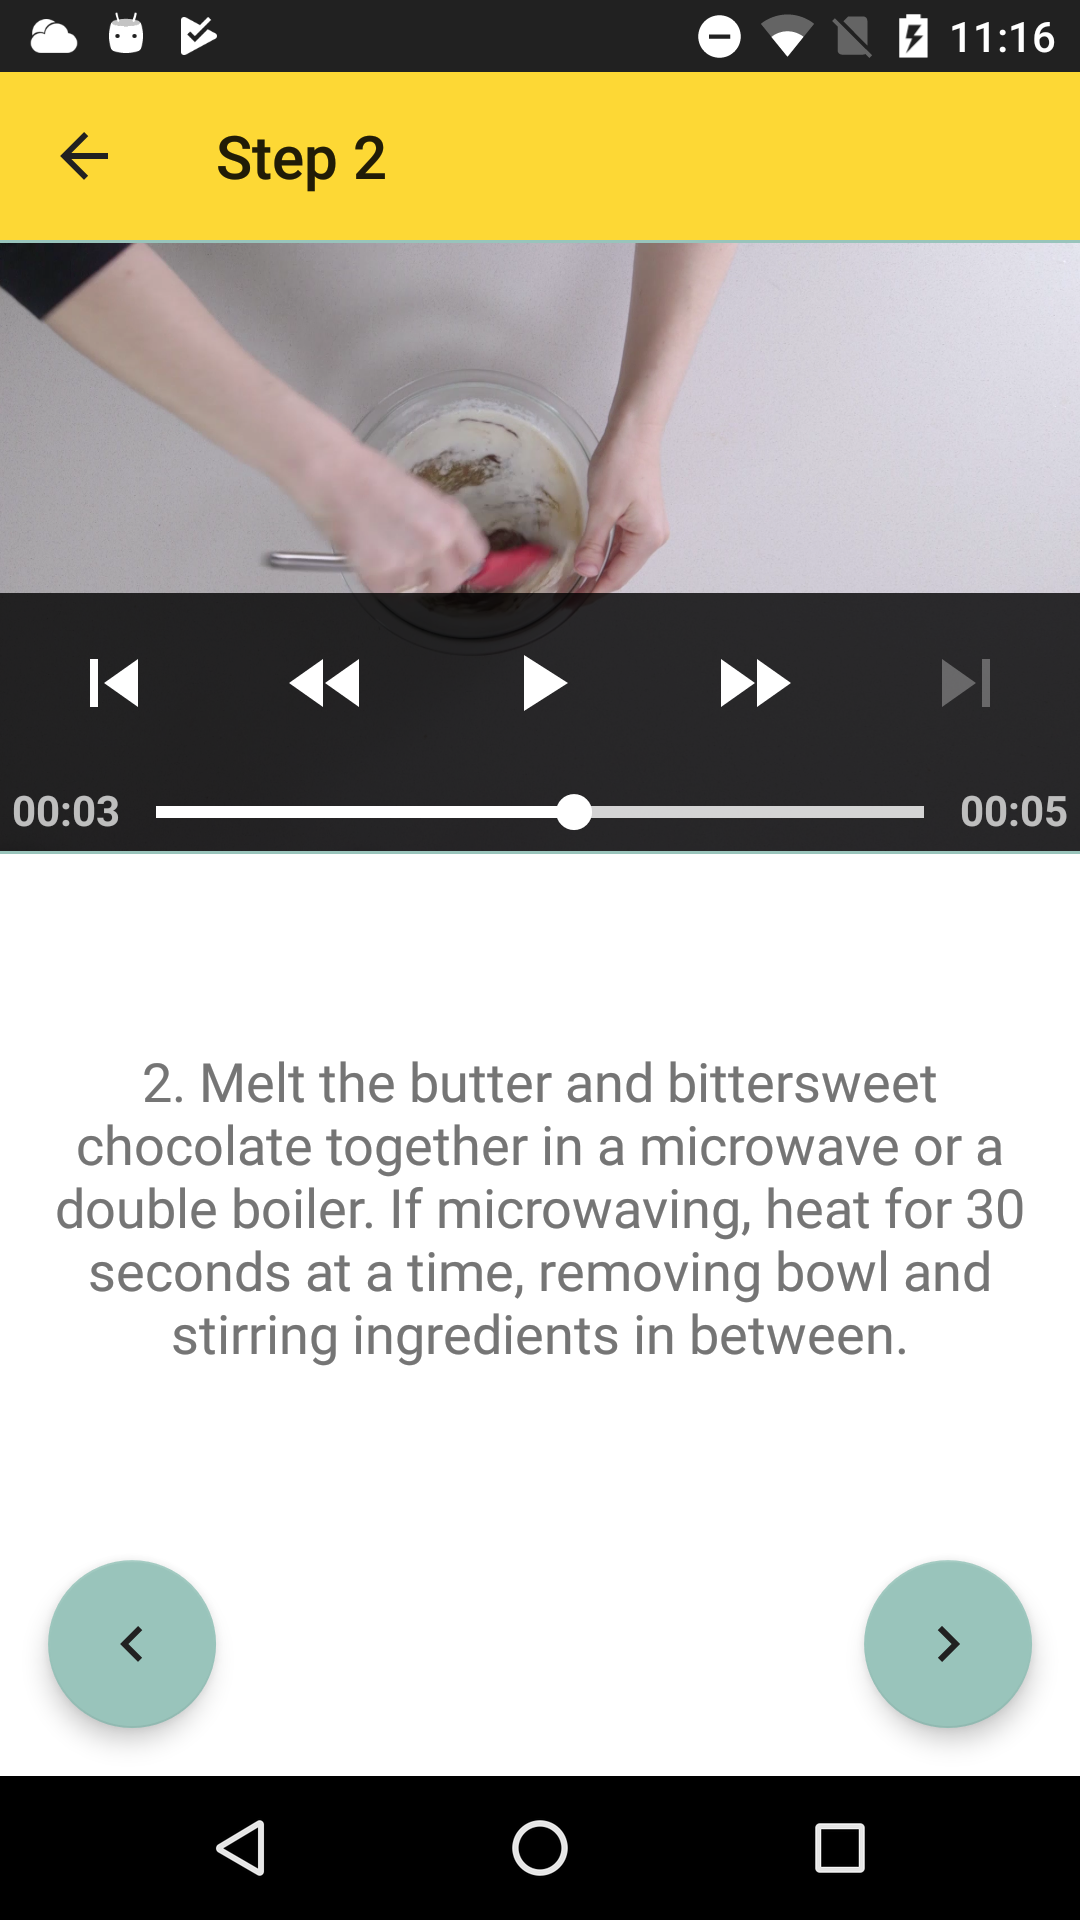 11:16
Step 2
00:03
00:05
2. Melt the butter and bittersweet
chocolate together in a microwave or a
double boiler. If microwaving, heat for 30
seconds at a time, removing bowl and
stirring ingredients in between.